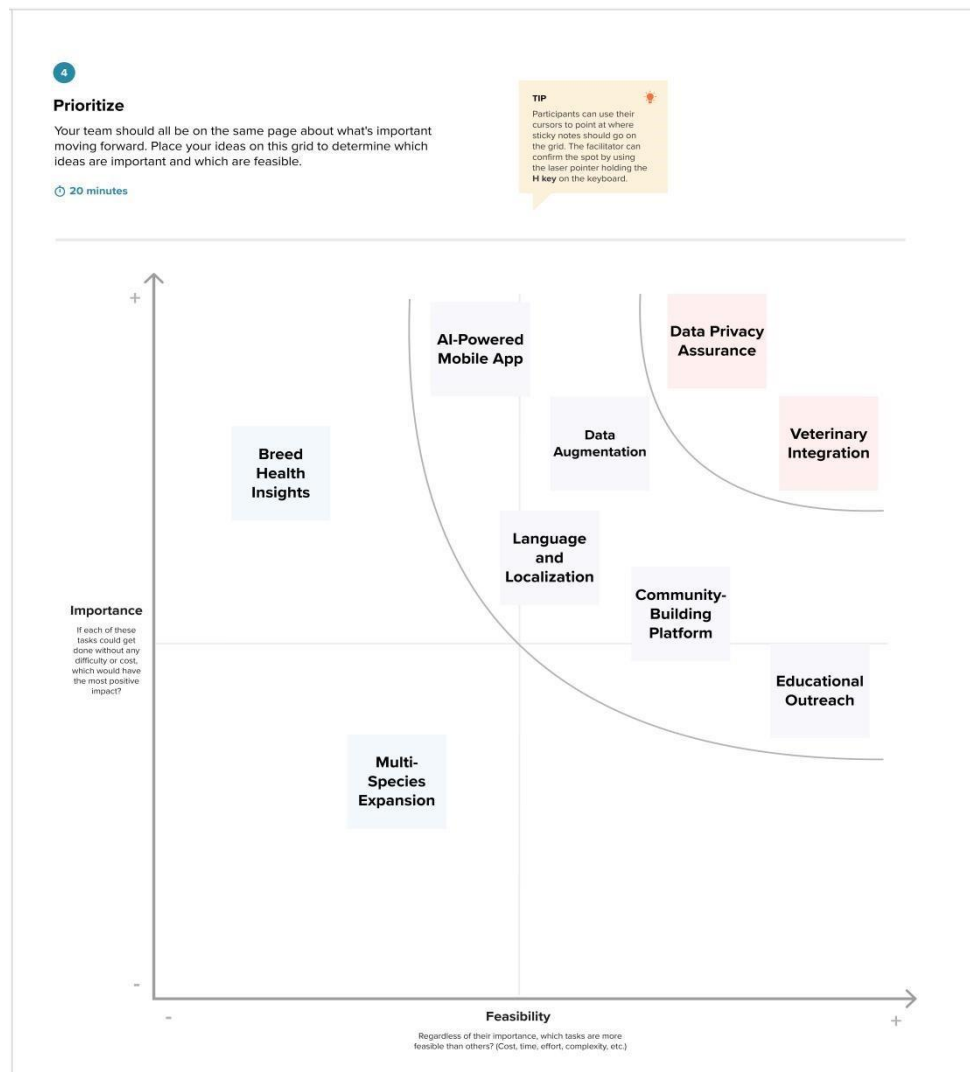 4
Prioritize
Your team should all be on the same page about what's important
moving forward. Place your ideas on this grid to determine which
ideas are important and which are feasible.
20 minutes
TIP
Participants can use their
cursors to point at where
sticky notes should go on
the grid. The facilitator can
confirm the spot by using
the laser pointer holding the
H key on the keyboard.
+
AI-Powered
Mobile App
Data Privacy
Assurance
Breed
Health
Insights
Data
Augmentation
Veterinary
Integration
Language
and
Localization
Community-
Building
Platform
Importance
If each of these
tasks could get
done without any
difficulty or cost,
which would have
the most positive
impact?
Educational
Outreach
Multi-
Species
Expansion
-
-
Feasibility
+
Regardless of their importance, which tasks are more
feasible than others? (Cost, time, effort, complexity, etc.)